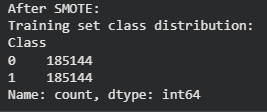 After SMOTE:
Training set class distribution:
Class
0    185144
1    185144
Name: count, dtype: int64